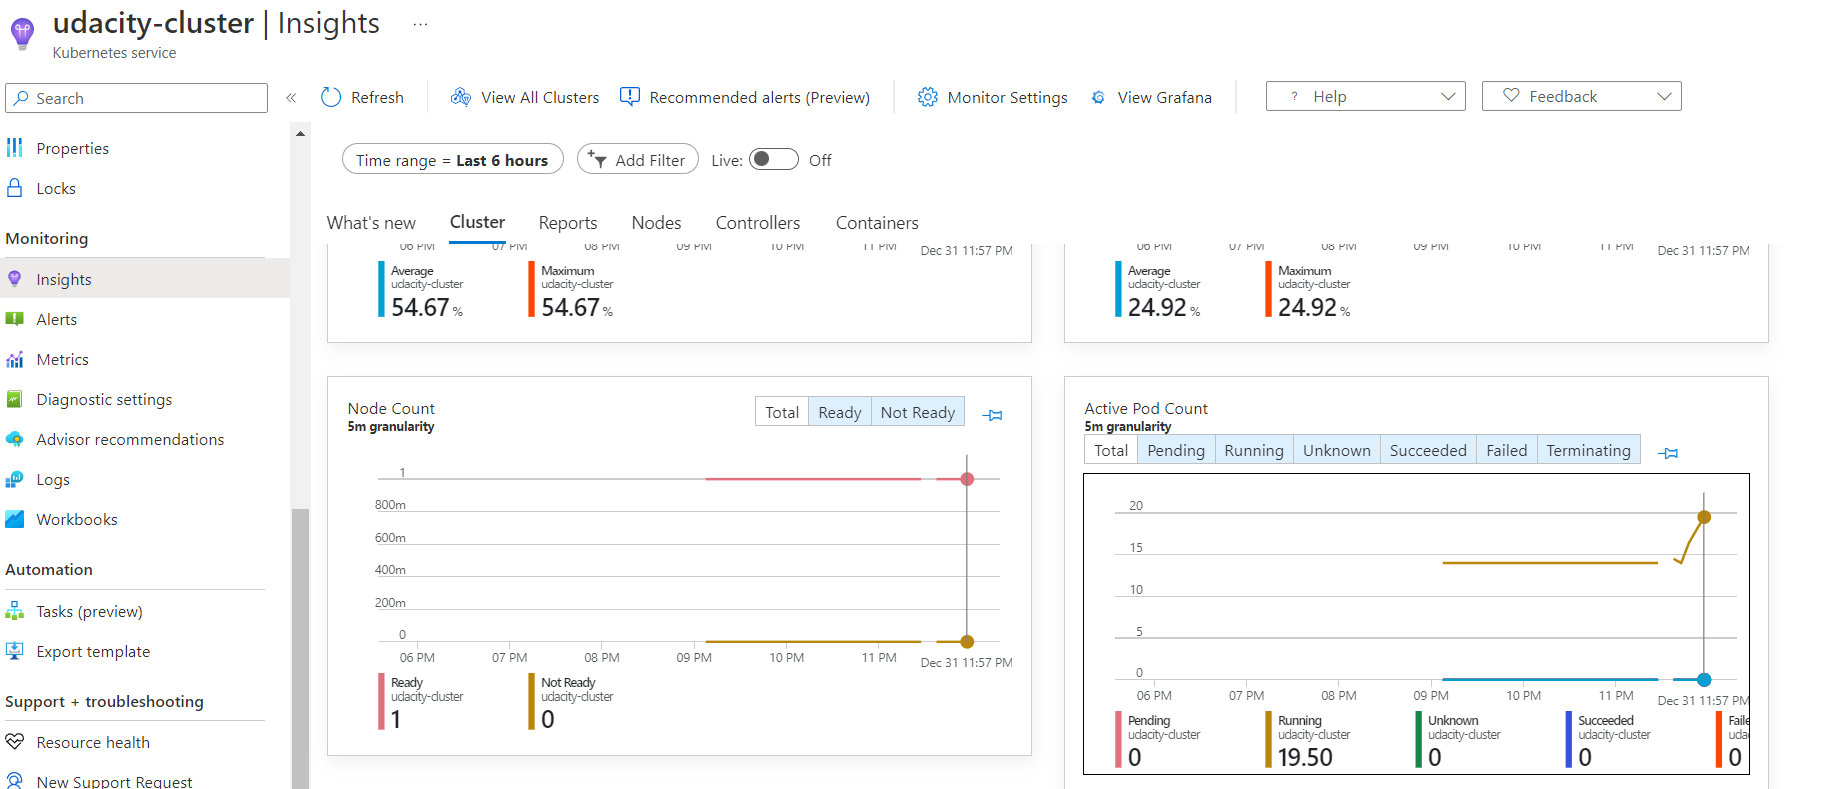 udacity-cluster | Insights ...
Kubernetes service
Search
«
Refresh
View All Clusters
Recommended alerts (Preview)
Monitor Settings
View Grafana
? Help
Feedback
Properties
Locks
Monitoring
Insights
Alerts
Metrics
Diagnostic settings
Advisor recommendations
Logs
Workbooks
Automation
Tasks (preview)
Export template
Support + troubleshooting
Resource health
New Support Request
Time range = Last 6 hours
Add Filter
Live: Off
What's new
Cluster
Reports
Nodes
Controllers
Containers
06 PM 07 PM 08 PM 09 PM 10 PM 11 PM Dec 31 11:57 PM
Average
udacity-cluster
54.67 %
Maximum
udacity-cluster
54.67 %
06 PM 07 PM 08 PM 09 PM 10 PM 11 PM Dec 31 11:57 PM
Average
udacity-cluster
24.92 %
Maximum
udacity-cluster
24.92 %
Node Count
5m granularity
Total Ready Not Ready
1
800m
600m
400m
200m
0
06 PM 07 PM 08 PM 09 PM 10 PM 11 PM Dec 31 11:57 PM
Ready
udacity-cluster
1
Not Ready
udacity-cluster
0
Active Pod Count
5m granularity
Total Pending Running Unknown Succeeded Failed Terminating
20
15
10
5
0
06 PM 07 PM 08 PM 09 PM 10 PM 11 PM Dec 31 11:57 PM
Pending
udacity-cluster
0
Running
udacity-cluster
19.50
Unknown
udacity-cluster
0
Succeeded
udacity-cluster
0
Faile
udac
0